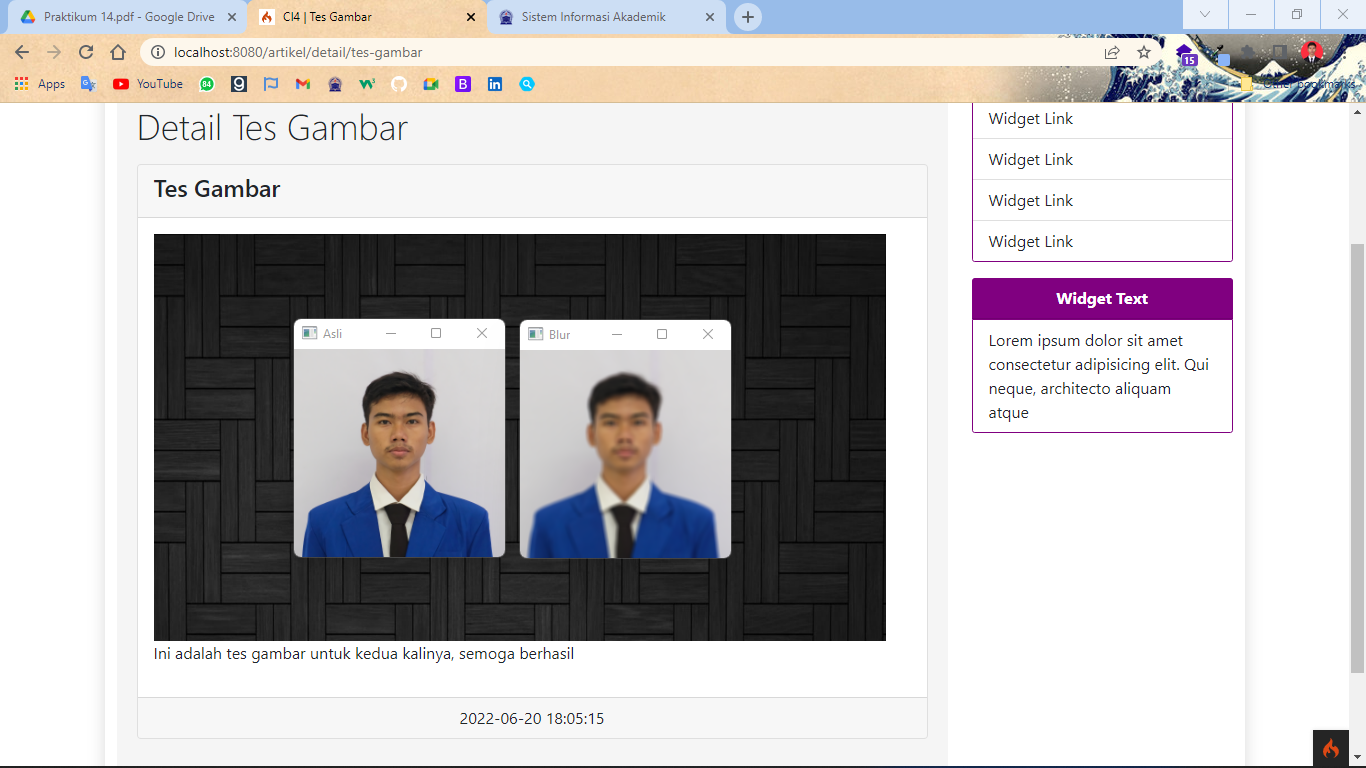 Praktikum 14.pdf - Google Drive
CI4 | Tes Gambar
Sistem Informasi Akademik
localhost:8080/artikel/detail/tes-gambar
15
Apps
YouTube
84
Other bookmarks
Detail Tes Gambar
Tes Gambar
Asli
Blur
Ini adalah tes gambar untuk kedua kalinya, semoga berhasil
2022-06-20 18:05:15
Widget Link
Widget Link
Widget Link
Widget Link
Widget Text
Lorem ipsum dolor sit amet
consectetur adipisicing elit. Qui
neque, architecto aliquam
atque